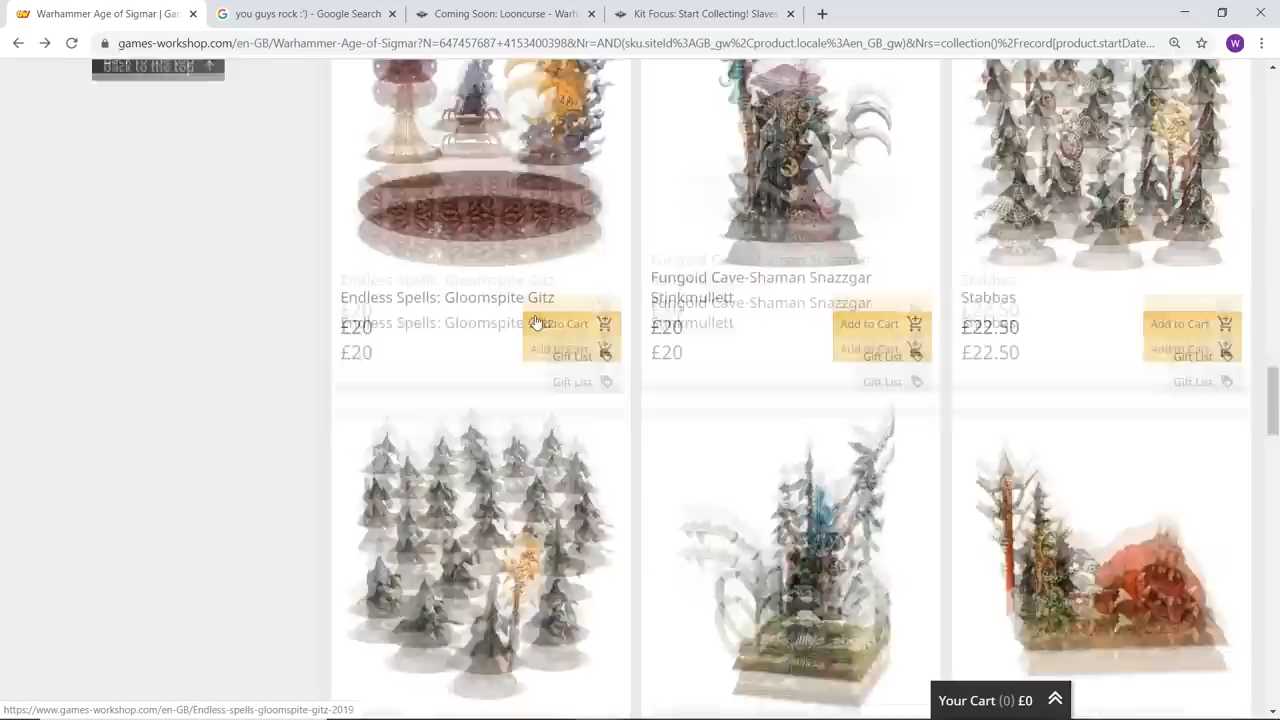 Warhammer Age of Sigmar | Gar
you guys rock :') - Google Search
Coming Soon: Looncurse - Warh
Kit Focus: Start Collecting! Slaves
games-workshop.com/en-GB/Warhammer-Age-of-Sigmar?N=647457687+4153400398&Nr=AND(sku.siteId%3AGB_gw%2Cproduct.locale%3Aen_GB_gw)&Nrs=collection()%2Frecord[product.startDate...
W
Back to the top
Endless Spells: Gloomspite Gitz
£20
Add to Cart
Gift List
Fungoid Cave-Shaman Snazzgar
Stinkmullett
£20
Add to Cart
Gift List
Stabbas
£22.50
Add to Cart
Gift List
Your Cart (0) £0
https://www.games-workshop.com/en-GB/Endless-spells-gloomspite-gitz-2019